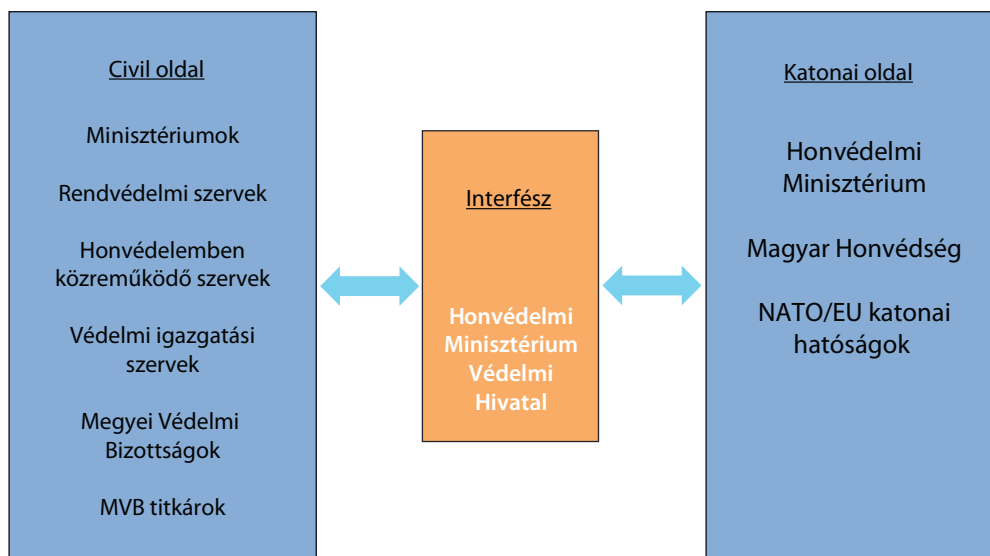 Civil oldal
Minisztériumok
Rendvédelmi szervek
Honvédelemben
közreműködő szervek
Védelmi igazgatási
szervek
Megyei Védelmi
Bizottságok
MVB titkárok
Interfész
Honvédelmi
Minisztérium
Védelmi
Hivatal
Katonai oldal
Honvédelmi
Minisztérium
Magyar Honvédség
NATO/EU katonai
hatóságok